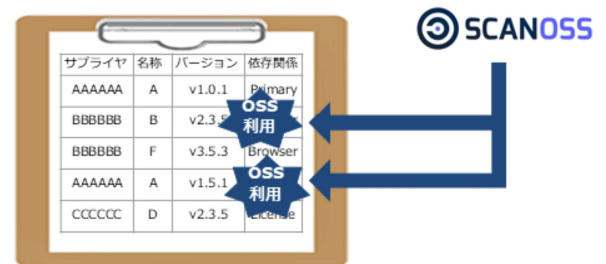 SCANOSS
サプライヤ 名称 バージョン 依存関係
AAAAAA A v1.0.1 Primary
OSS
利用
BBBBBB B v2.3.
BBBBBB F v3.5.3 Browser
OSS
利用
AAAAAA A v1.5.1
CCCCCC D v2.3.5 License